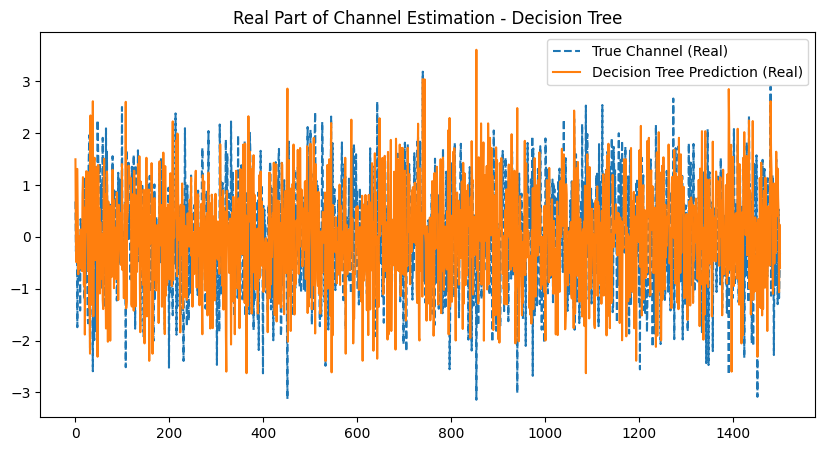 Real Part of Channel Estimation - Decision Tree
True Channel (Real)
Decision Tree Prediction (Real)
3
2
1
0
−1
−2
−3
0 200 400 600 800 1000 1200 1400